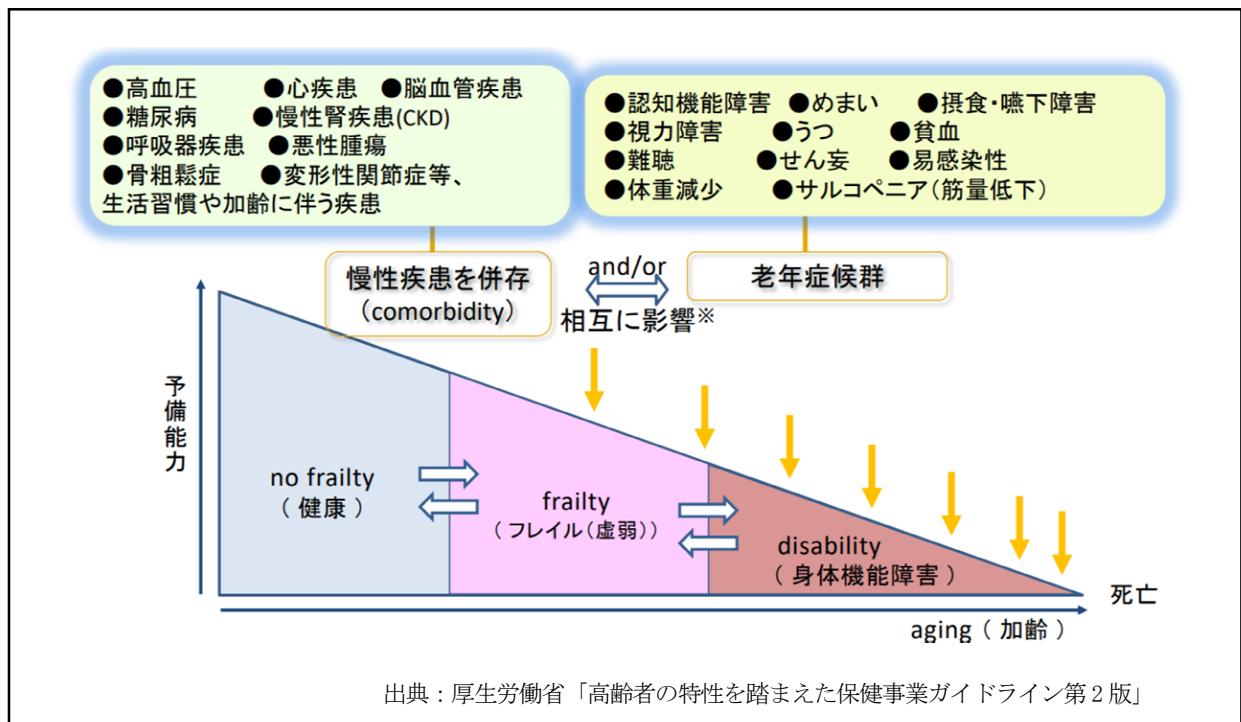 ●高血圧 ●心疾患 ●脳血管疾患
●糖尿病 ●慢性腎疾患(CKD)
●呼吸器疾患 ●悪性腫瘍
●骨粗鬆症 ●変形性関節症等、
生活習慣や加齢に伴う疾患
●認知機能障害 ●めまい ●摂食・嚥下障害
●視力障害 ●うつ ●貧血
●難聴 ●せん妄 ●易感染性
●体重減少 ●サルコペニア(筋量低下)
慢性疾患を併存
(comorbidity)
and/or
相互に影響※
老年症候群
予備能力
no frailty
(健康)
frailty
(フレイル(虚弱))
disability
(身体機能障害)
死亡
aging(加齢)
出典:厚生労働省「高齢者の特性を踏まえた保健事業ガイドライン第2版」